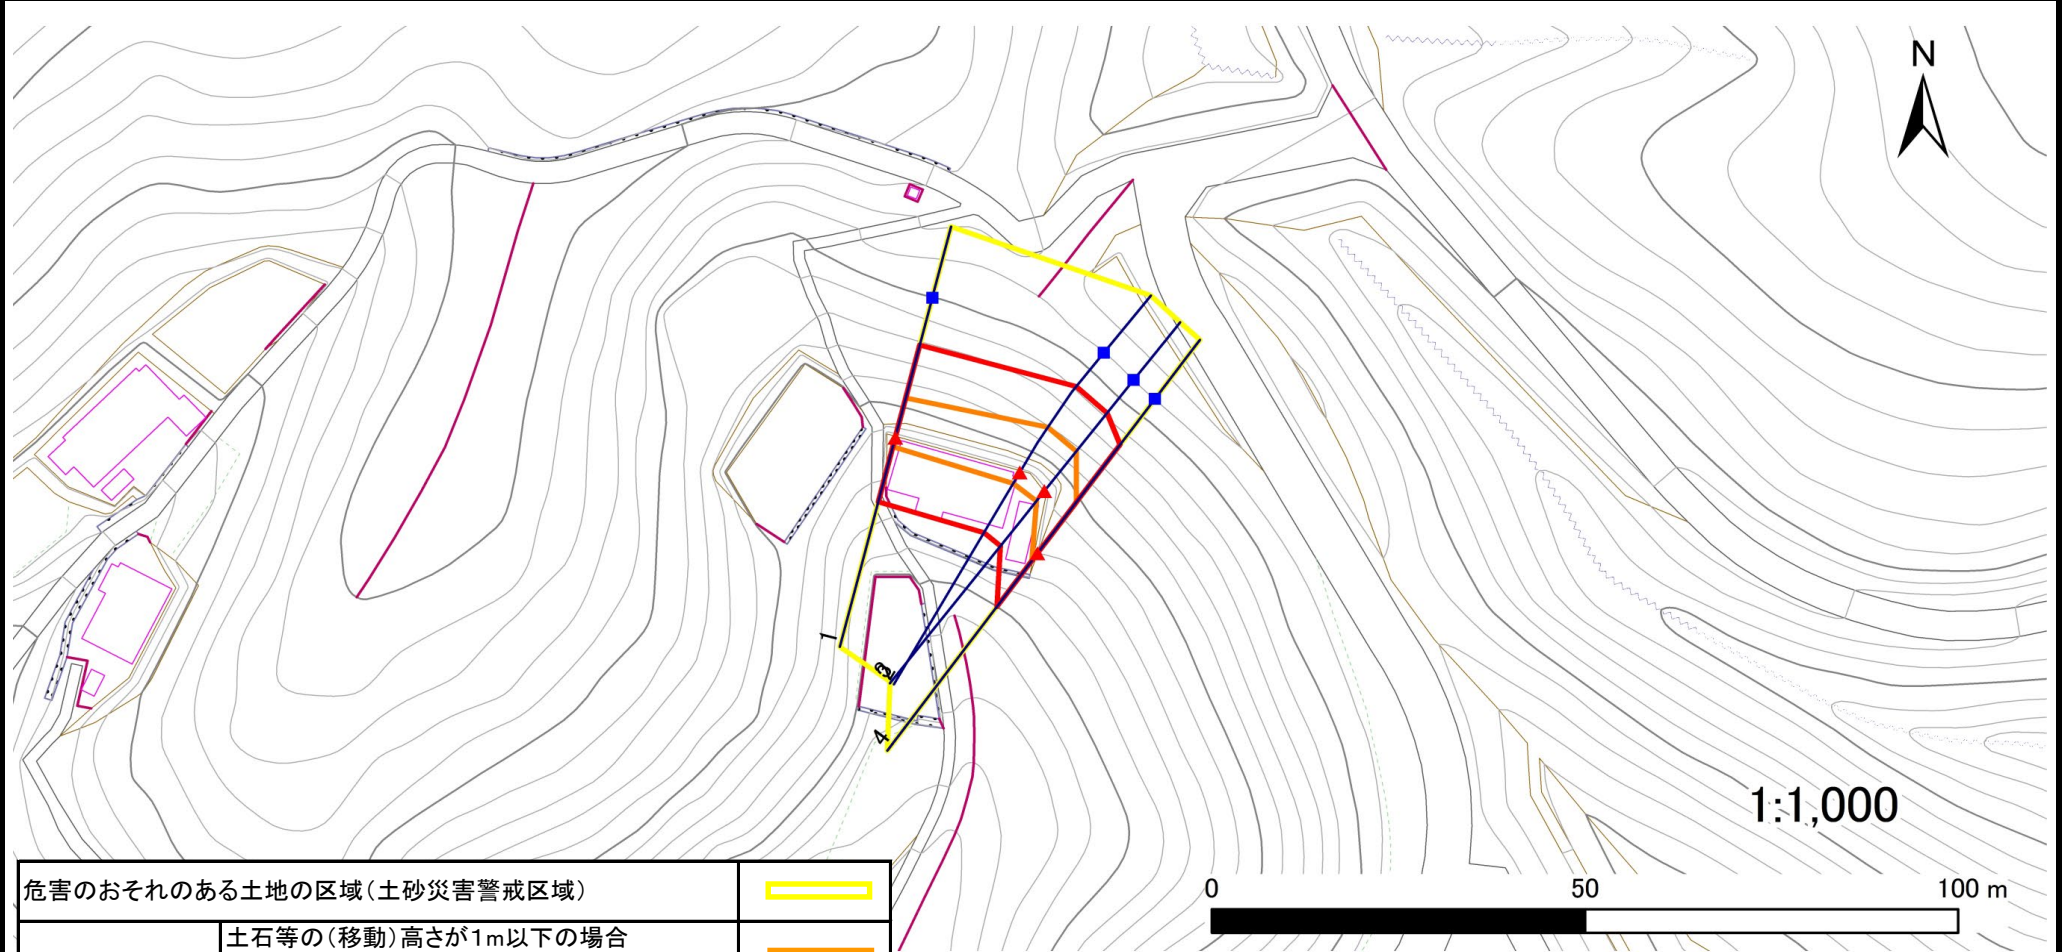 N
1
4
1:1,000
0 50 100 m
危害のおそれのある土地の区域（土砂災害警戒区域）
土石等の（移動）高さが1m以下の場合